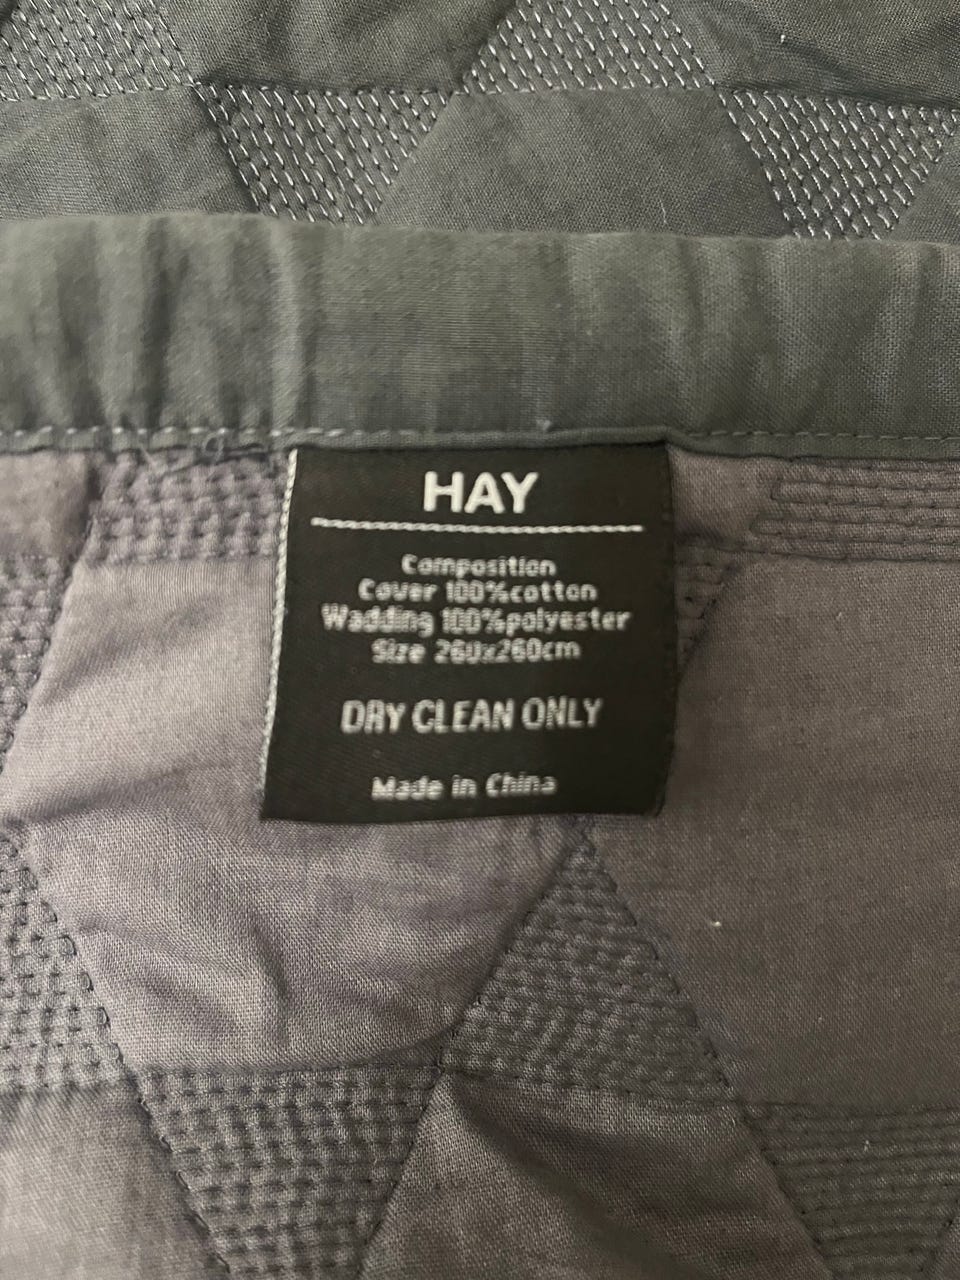 HAY
Composition
Cover 100%cotton
Wadding 100%polyester
Size 260x260cm
DRY CLEAN ONLY
Made in China